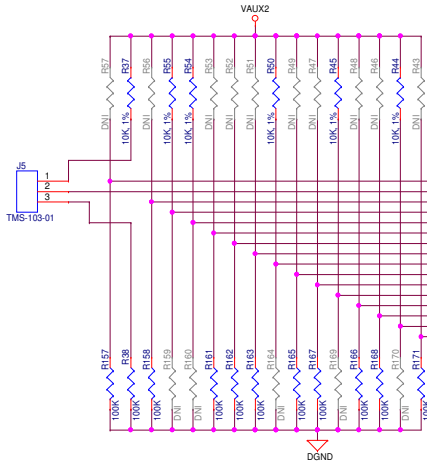 VAUX2
R57
R37
R56
R55
R54
R53
R52
R51
R50
R49
R47
R45
R48
R46
R44
R43
DNI
10K, 1%
DNI
10K, 1%
10K, 1%
DNI
DNI
DNI
10K, 1%
DNI
DNI
10K, 1%
DNI
DNI
10K, 1%
DNI
J5
1
2
3
TMS-103-01
R157
R38
R158
R159
R160
R161
R162
R163
R164
R165
R167
R169
R166
R168
R170
R171
100K
100K
100K
DNI
DNI
100K
100K
100K
DNI
100K
100K
DNI
100K
100K
DNI
100K
DGND